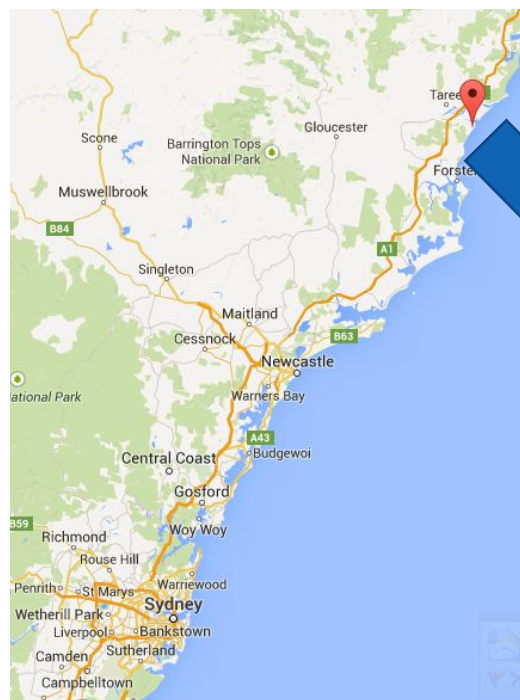 Taree
Gloucester
Scone
Barrington Tops
National Park
Forster
Muswellbrook
B84
A1
Singleton
Maitland
B63
Cessnock
Newcastle
Warners Bay
ational Park
A43
Budgewoi
Central Coast
Gosford
B59
Woy Woy
Richmond
Rouse Hill
Penrith
St Marys
Warriewood
Wetherill Park
Sydney
Liverpool
Bankstown
Camden
Sutherland
Campbelltown